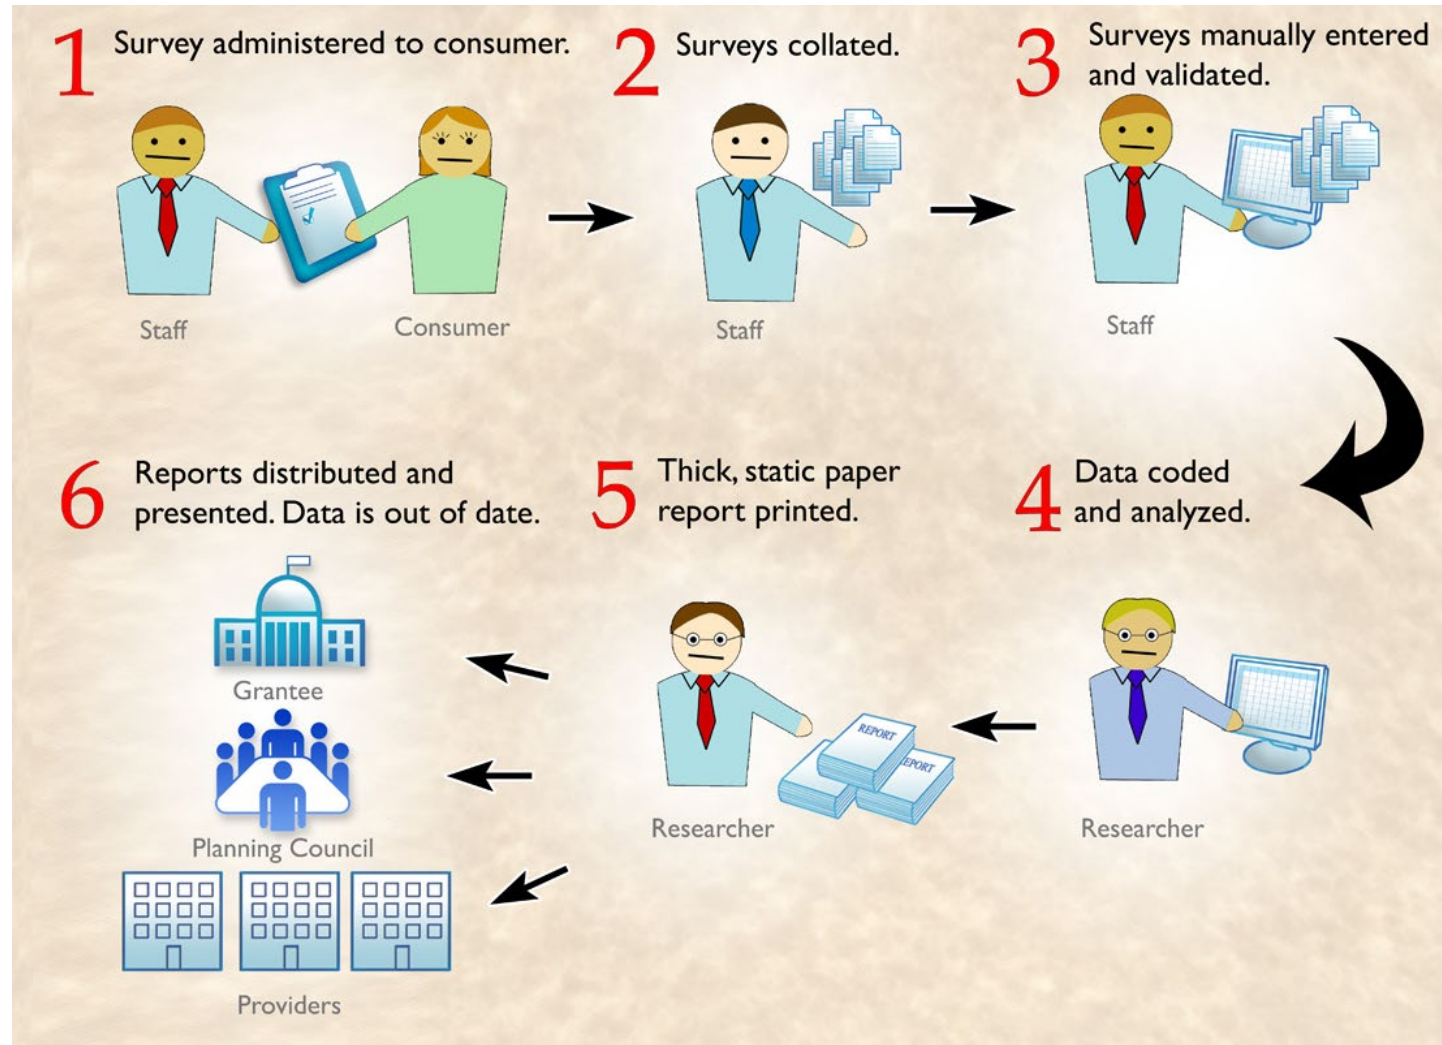 1 Survey administered to consumer.
Staff
Consumer
2 Surveys collated.
Staff
3 Surveys manually entered
and validated.
Staff
4 Data coded
and analyzed.
Researcher
5 Thick, static paper
report printed.
REPORT
REPORT
Researcher
6 Reports distributed and
presented. Data is out of date.
Grantee
Planning Council
Providers